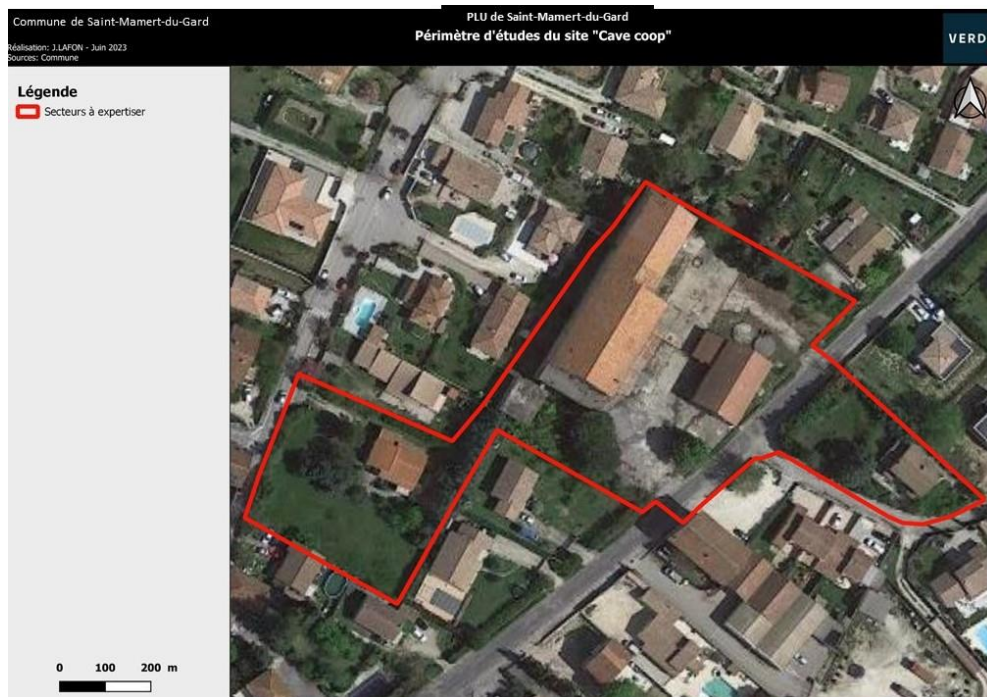 Commune de Saint-Mamert-du-Gard
Réalisation: J.LAFON - Juin 2023
Sources: Commune
PLU de Saint-Mamert-du-Gard
Périmètre d'études du site "Cave coop"
VERD
Légende
Secteurs à expertiser
0 100 200 m